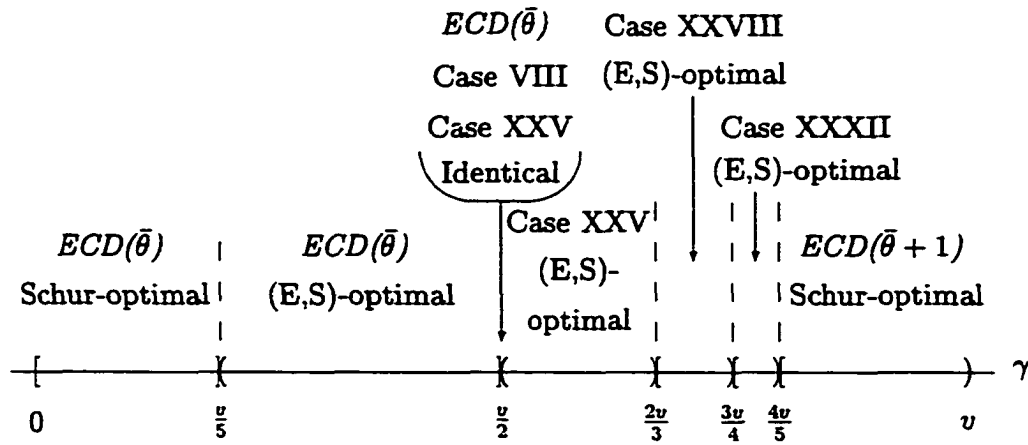 ECD(θ̄)
Case VIII
Case XXV
Identical
Case XXVIII
(E,S)-optimal
Case XXXII
(E,S)-optimal
ECD(θ̄)
Schur-optimal
ECD(θ̄)
(E,S)-optimal
Case XXV
(E,S)-
optimal
ECD(θ̄ + 1)
Schur-optimal
[ )( )( )( )( )[ ) γ
0 v/5 v/2 2v/3 3v/4 4v/5 v